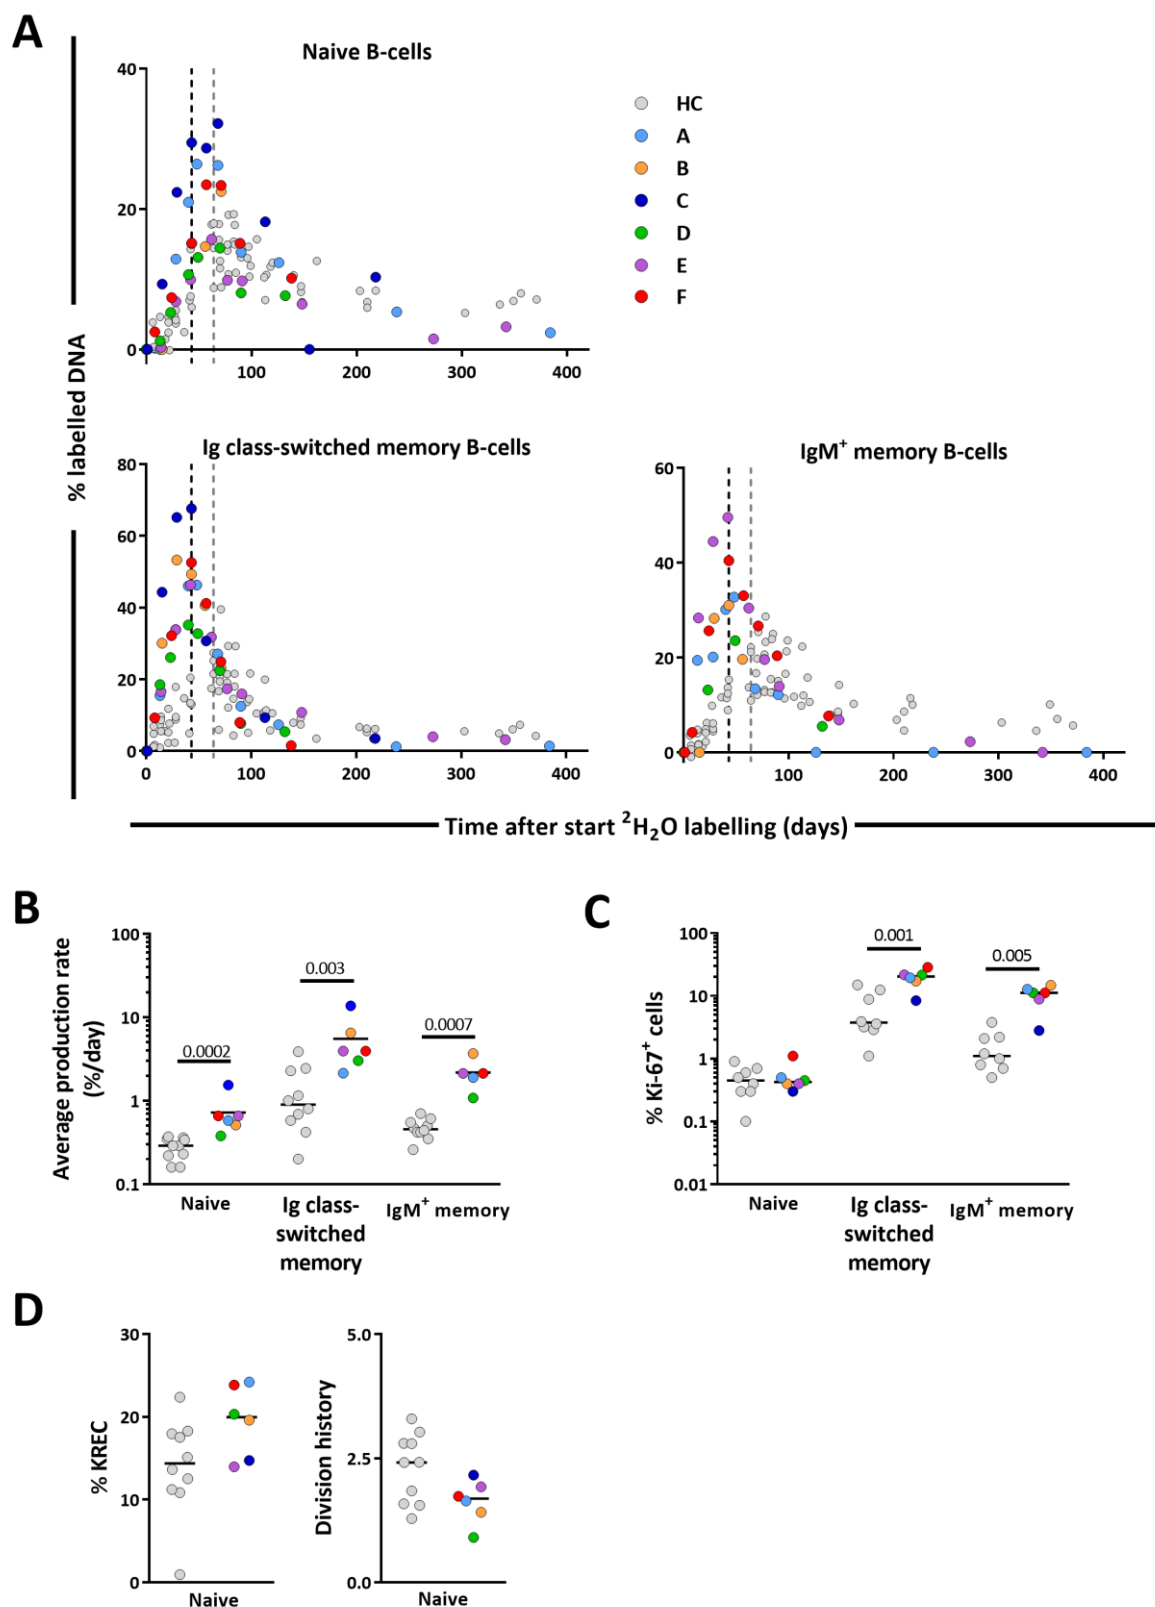 A
Naive B-cells
40
20
0
100
200
300
400
HC
A
B
C
D
E
F
% labelled DNA
Ig class-switched memory B-cells
80
60
40
20
0
0
100
200
300
400
IgM+ memory B-cells
60
40
20
0
100
200
300
400
Time after start ²H₂O labelling (days)
B
Average production rate
(%/day)
100
10
1
0.1
0.0002
0.003
0.0007
Naive
Ig class-
switched
memory
IgM+ memory
C
% Ki-67+ cells
100
10
1
0.1
0.01
0.001
0.005
Naive
Ig class-
switched
memory
IgM+ memory
D
% KREC
30
20
10
0
Naive
Division history
5.0
2.5
0.0
Naive